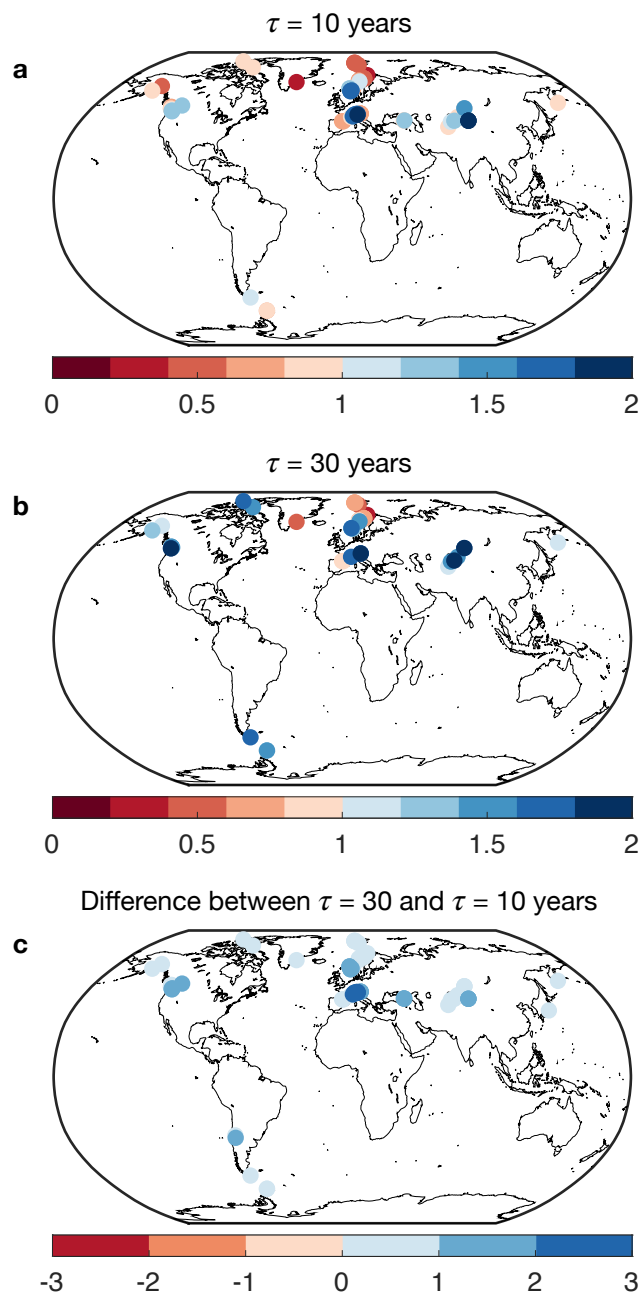 τ = 10 years
a
0 0.5 1 1.5 2
τ = 30 years
b
0 0.5 1 1.5 2
Difference between τ = 30 and τ = 10 years
c
-3 -2 -1 0 1 2 3